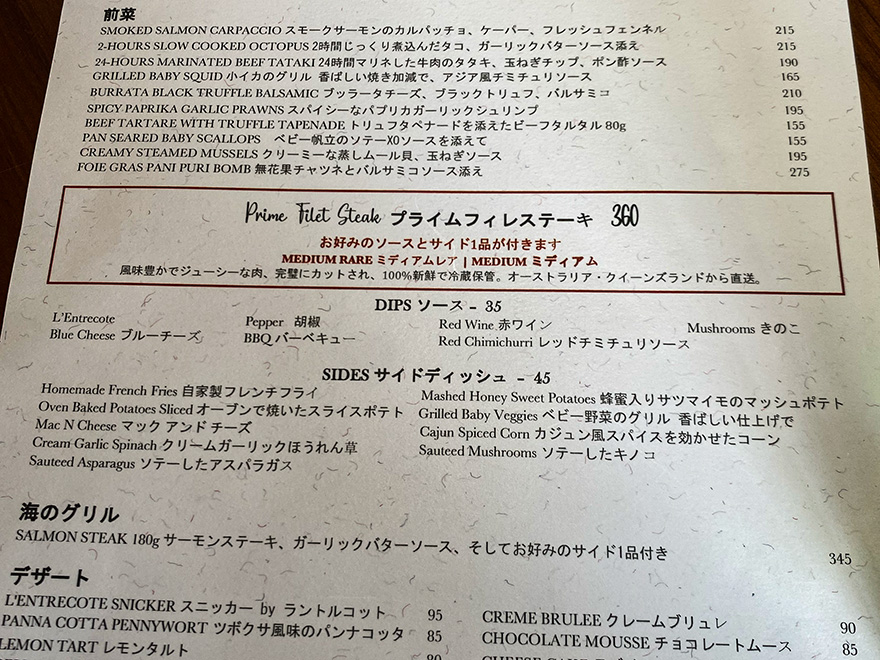 前菜
SMOKED SALMON CARPACCIO スモークサーモンのカルパッチョ、ケーパー、フレッシュフェンネル 215
2-HOURS SLOW COOKED OCTOPUS 2時間じっくり煮込んだタコ、ガーリックバターソース添え 215
24-HOURS MARINATED BEEF TATAKI 24時間マリネした牛肉のタタキ、玉ねぎチップ、ポン酢ソース 190
GRILLED BABY SQUID 小イカのグリル 香ばしい焼き加減で、アジア風チミチュリソース 165
BURRATA BLACK TRUFFLE BALSAMIC ブッラータチーズ、ブラックトリュフ、バルサミコ 210
SPICY PAPRIKA GARLIC PRAWNS スパイシーなパプリカガーリックシュリンプ 195
BEEF TARTARE WITH TRUFFLE TAPENADE トリュフタペナードを添えたビーフタルタル 80g 155
PAN SEARED BABY SCALLOPS ベビー帆立のソテーXOソースを添えて 155
CREAMY STEAMED MUSSELS クリーミーな蒸しムール貝、玉ねぎソース 195
FOIE GRAS PANI PURI BOMB 無花果チャツネとバルサミコソース添え 275
Prime Filet Steak プライムフィレステーキ 360
お好みのソースとサイド1品が付きます
MEDIUM RARE ミディアムレア | MEDIUM ミディアム
風味豊かでジューシーな肉、完璧にカットされ、100%新鮮で冷蔵保管。オーストラリア・クイーンズランドから直送。
DIPS ソース - 35
L'Entrecote Pepper 胡椒 Red Wine 赤ワイン Mushrooms きのこ
Blue Cheese ブルーチーズ BBQ バーベキュー Red Chimichurri レッドチミチュリソース
SIDES サイドディッシュ - 45
Homemade French Fries 自家製フレンチフライ
Oven Baked Potatoes Sliced オーブンで焼いたスライスポテト
Mac N Cheese マック アンド チーズ
Cream Garlic Spinach クリームガーリックほうれん草
Sauteed Asparagus ソテーしたアスパラガス
Mashed Honey Sweet Potatoes 蜂蜜入りサツマイモのマッシュポテト
Grilled Baby Veggies ベビー野菜のグリル 香ばしい仕上げで
Cajun Spiced Corn カジュン風スパイスを効かせたコーン
Sauteed Mushrooms ソテーしたキノコ
海のグリル
SALMON STEAK 180g サーモンステーキ、ガーリックバターソース、そしてお好みのサイド1品付き 345
デザート
L'ENTRECOTE SNICKER スニッカー by ラントルコット 95
PANNA COTTA PENNYWORT ツボクサ風味のパンナコッタ 85
LEMON TART レモンタルト
CREME BRULEE クレームブリュレ 90
CHOCOLATE MOUSSE チョコレートムース 85